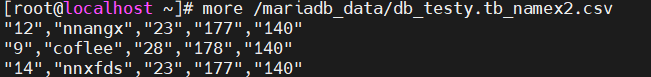 [root@localhost ~]# more /mariadb_data/db_testy.tb_namex2.csv
"12","nnangx","23","177","140"
"9","coflee","28","178","140"
"14","nnxfds","23","177","140"